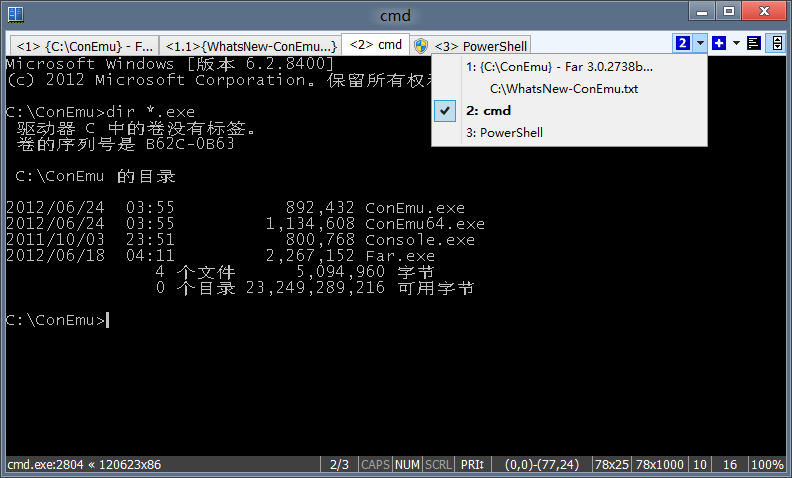 cmd
<1> {C:\ConEmu} - F...
<1.1>{WhatsNew-ConEmu...}
<2> cmd
<3> PowerShell
2
1: {C:\ConEmu} - Far 3.0.2738b...
C:\WhatsNew-ConEmu.txt
2: cmd
3: PowerShell
Microsoft Windows [版本 6.2.8400]
(c) 2012 Microsoft Corporation。保留所有权
C:\ConEmu>dir *.exe
驱动器 C 中的卷没有标签。
卷的序列号是 B62C-0B63
C:\ConEmu 的目录
2012/06/24 03:55 892,432 ConEmu.exe
2012/06/24 03:55 1,134,608 ConEmu64.exe
2011/10/03 23:51 800,768 Console.exe
2012/06/18 04:11 2,267,152 Far.exe
4 个文件 5,094,960 字节
0 个目录 23,249,289,216 可用字节
C:\ConEmu>
cmd.exe:2804 « 120623x86 2/3 CAPS NUM SCRL PRI↕ (0,0)-(77,24) 78x25 78x1000 10 16 100%